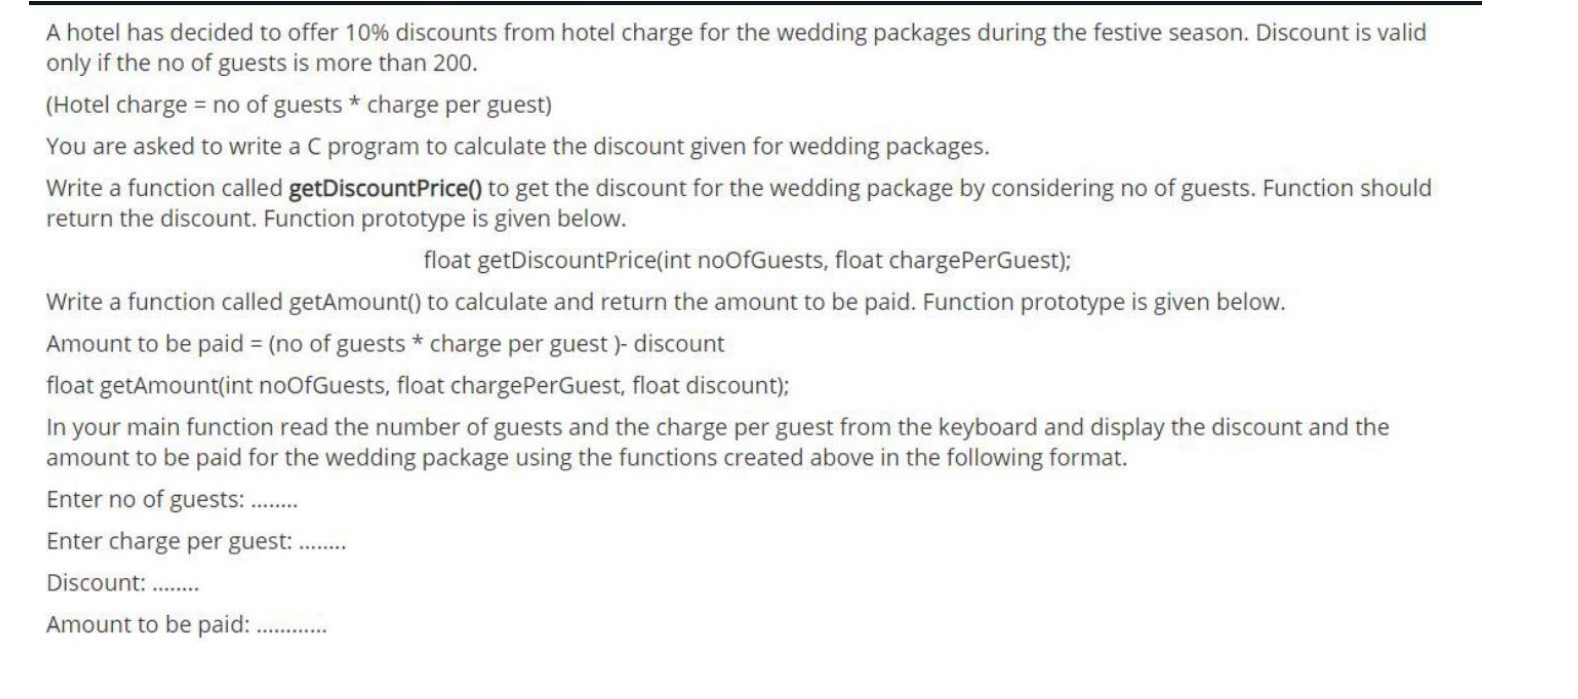 A hotel has decided to offer 10% discounts from hotel charge for the wedding packages during the festive season. Discount is valid
only if the no of guests is more than 200.
(Hotel charge = no of guests * charge per guest)
You are asked to write a C program to calculate the discount given for wedding packages.
Write a function called getDiscountPrice() to get the discount for the wedding package by considering no of guests. Function should
return the discount. Function prototype is given below.
float getDiscountPrice(int noOfGuests, float chargePerGuest);
Write a function called getAmount() to calculate and return the amount to be paid. Function prototype is given below.
Amount to be paid = (no of guests * charge per guest )- discount
float getAmount(int noOfGuests, float chargePerGuest, float discount);
In your main function read the number of guests and the charge per guest from the keyboard and display the discount and the
amount to be paid for the wedding package using the functions created above in the following format.
Enter no of guests: ........
Enter charge per guest: ........
Discount: ........
Amount to be paid: ............